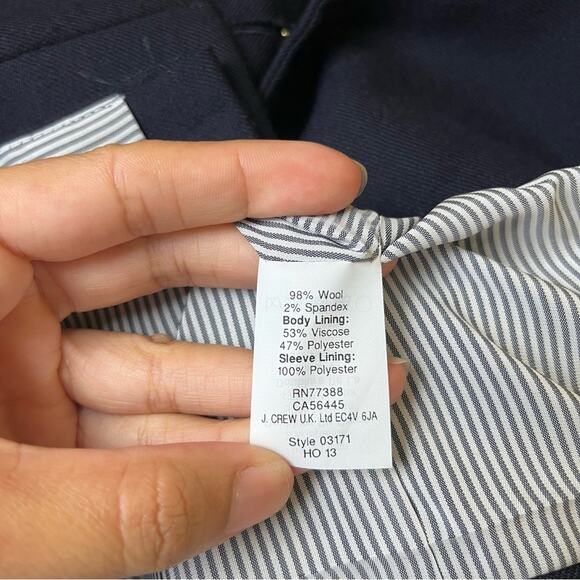 98% Wool
2% Spandex
Body Lining:
53% Viscose
47% Polyester
Sleeve Lining:
100% Polyester
RN77388
CA56445
J. CREW U.K. Ltd EC4V 6JA
Style 03171
HO 13